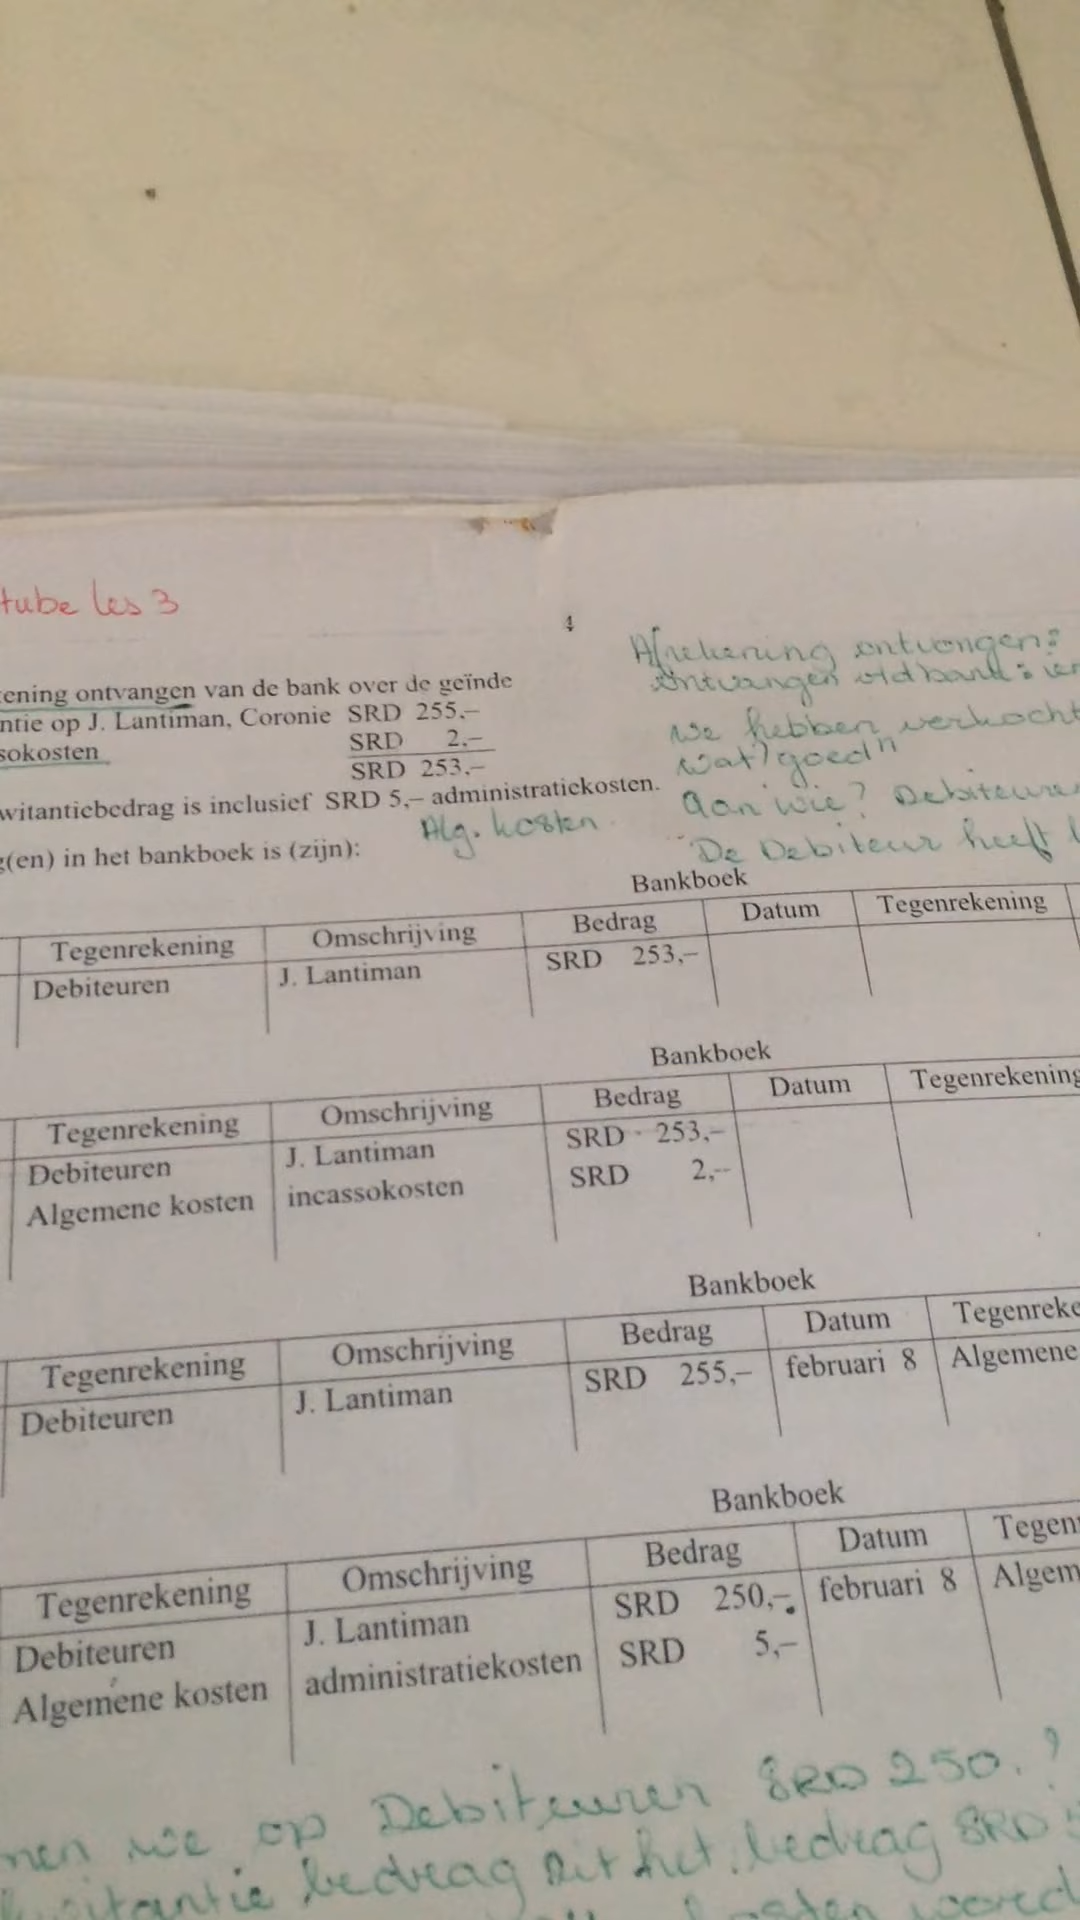 tube les 3
4
Afrekening ontvangen:
ening ontvangen van de bank over de geïnde
ntie op J. Lantiman, Coronie SRD 255.–
sokosten SRD 2,–
SRD 253,–
witantiebedrag is inclusief SRD 5,– administratiekosten.
Alg. kosten
g(en) in het bankboek is (zijn):
ontvangen v/d bank:
we hebben verkocht
wat? goed"
aan wie? Debiteure
De Debiteur heeft
Bankboek
Tegenrekening Omschrijving Bedrag Datum Tegenrekening
Debiteuren J. Lantiman SRD 253,–
Bankboek
Tegenrekening Omschrijving Bedrag Datum Tegenrekening
Debiteuren J. Lantiman SRD 253,–
Algemene kosten incassokosten SRD 2,–
Bankboek
Tegenrekening Omschrijving Bedrag Datum Tegenreke
Debiteuren J. Lantiman SRD 255,– februari 8 Algemene
Bankboek
Tegenrekening Omschrijving Bedrag Datum Tegen
Debiteuren J. Lantiman SRD 250,– februari 8 Algem
Algemene kosten administratiekosten SRD 5,–
men we op Debiteuren SRD 250.?
bedrag zit het bedrag SRD